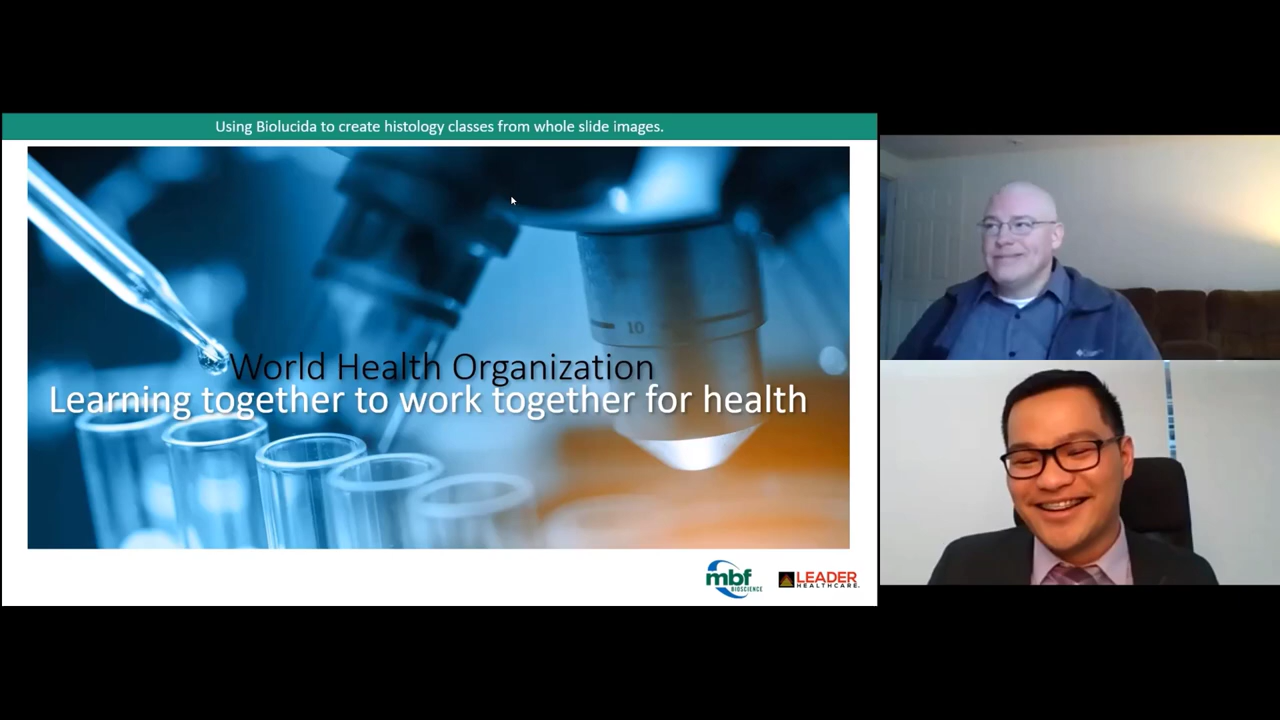 Using Biolucida to create histology classes from whole slide images.
10
World Health Organization
Learning together to work together for health
mbf
BIOSCIENCE
LEADER
HEALTHCARE.